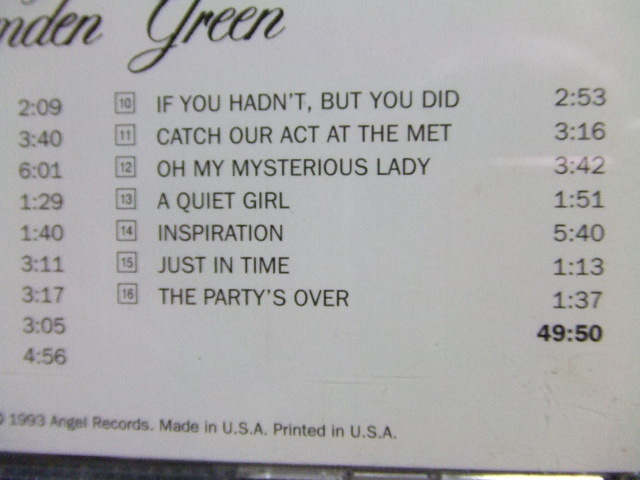 Green
2:09
3:40
6:01
1:29
1:40
3:11
3:17
3:05
4:56
10 IF YOU HADN'T, BUT YOU DID 2:53
11 CATCH OUR ACT AT THE MET 3:16
12 OH MY MYSTERIOUS LADY 3:42
13 A QUIET GIRL 1:51
14 INSPIRATION 5:40
15 JUST IN TIME 1:13
16 THE PARTY'S OVER 1:37
49:50
1993 Angel Records. Made in U.S.A. Printed in U.S.A.